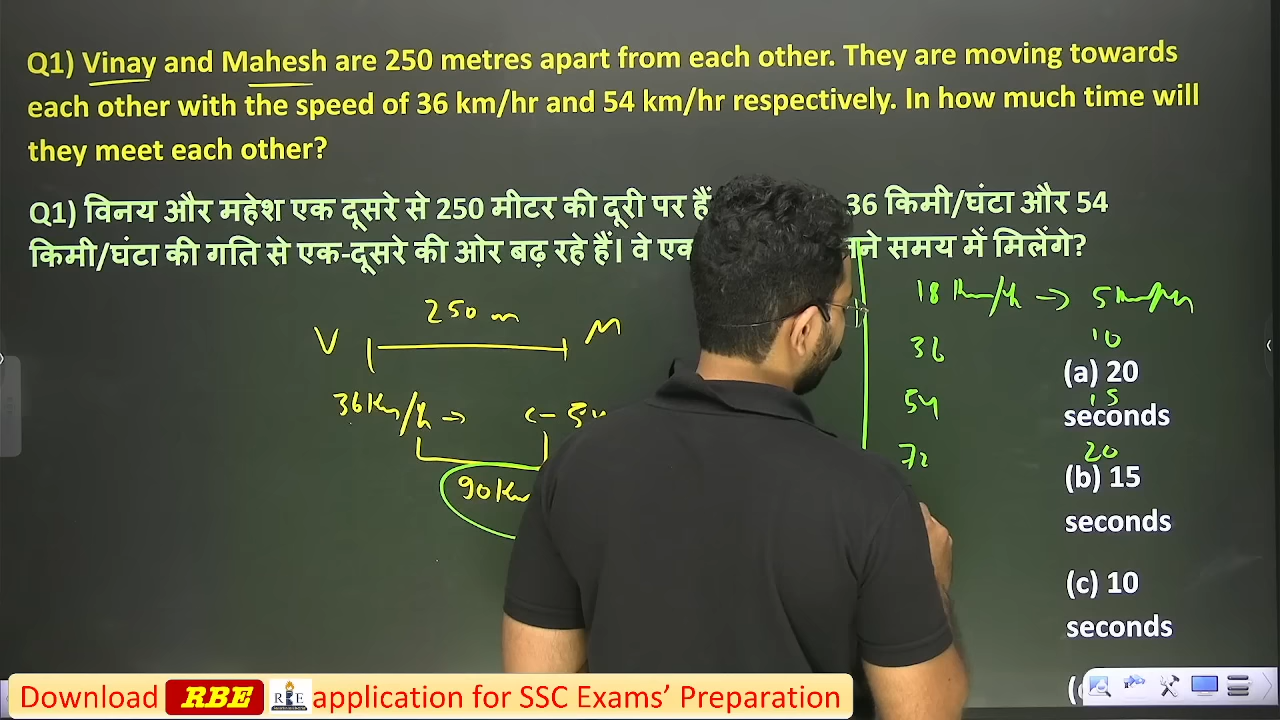 Q1) Vinay and Mahesh are 250 metres apart from each other. They are moving towards
each other with the speed of 36 km/hr and 54 km/hr respectively. In how much time will
they meet each other?
Q1) विनय और महेश एक दूसरे से 250 मीटर की दूरी पर हैं 36 किमी/घंटा और 54
किमी/घंटा की गति से एक-दूसरे की ओर बढ़ रहे हैं। वे एक समय में मिलेंगे?
250 m
V M
36 Km/h → ←
90 Km
18 Km/h →
36 10
54 15
72 20
(a) 20
seconds
(b) 15
seconds
(c) 10
seconds
Download RBE RBE application for SSC Exams’ Preparation